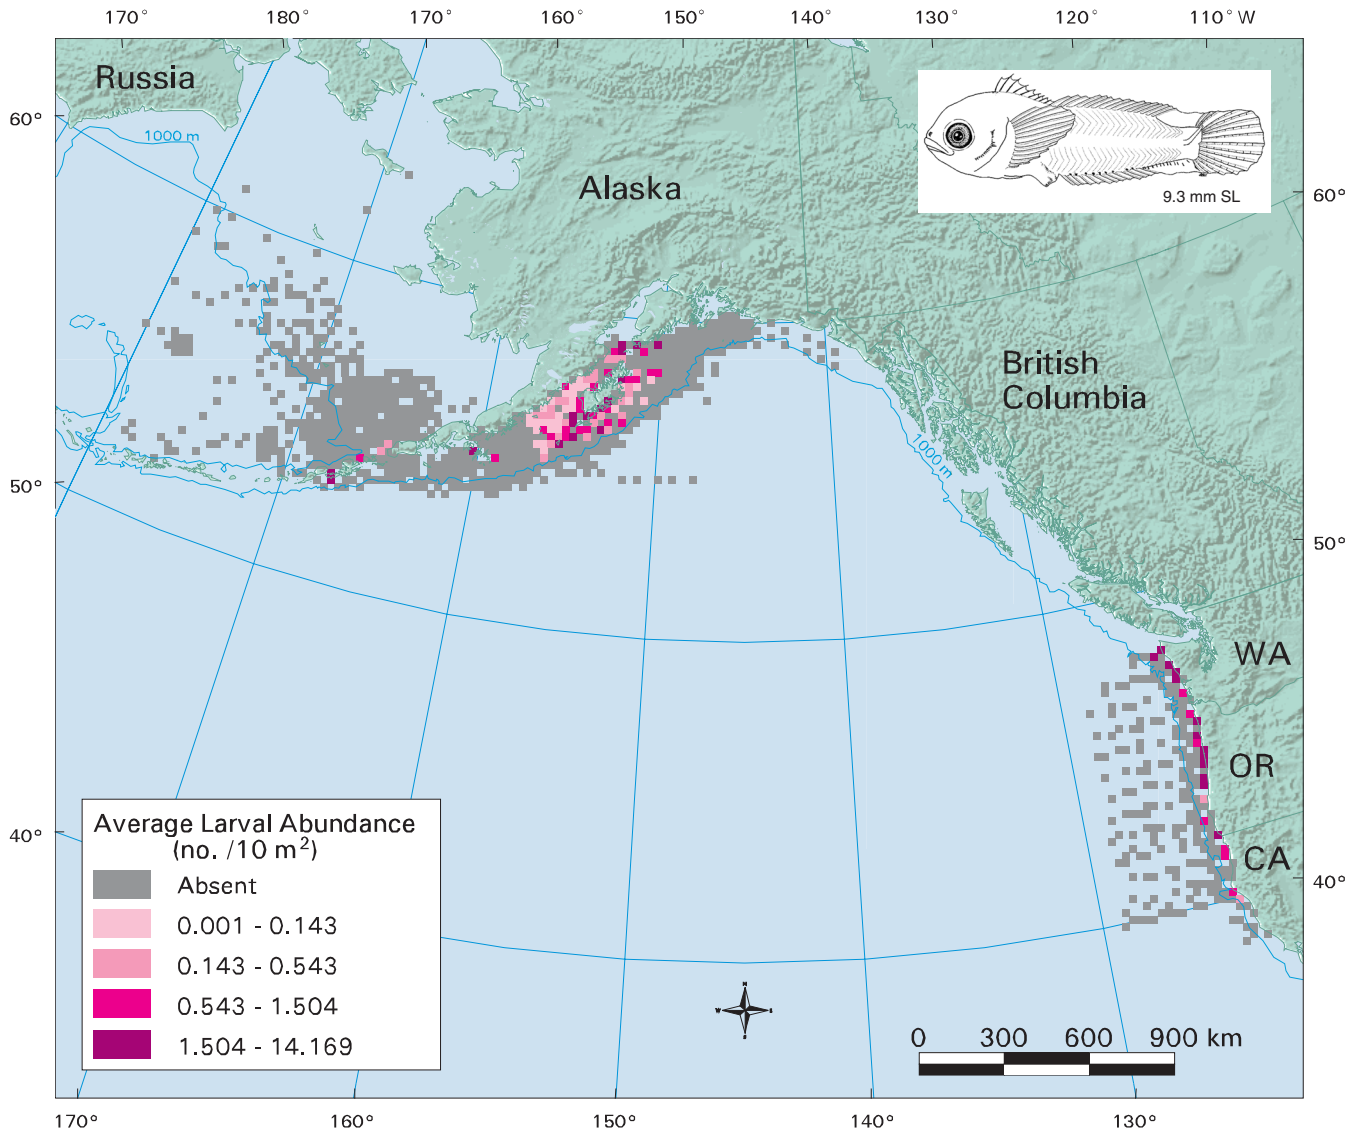 170° 180° 170° 160° 150° 140° 130° 120° 110° W
Russia
60°
1000 m
Alaska
9.3 mm SL
60°
British
Columbia
1000 m
50°
50°
WA
OR
CA
40°
40°
Average Larval Abundance
(no. /10 m²)
Absent
0.001 - 0.143
0.143 - 0.543
0.543 - 1.504
1.504 - 14.169
N
W
S
0 300 600 900 km
170° 160° 150° 140° 130°